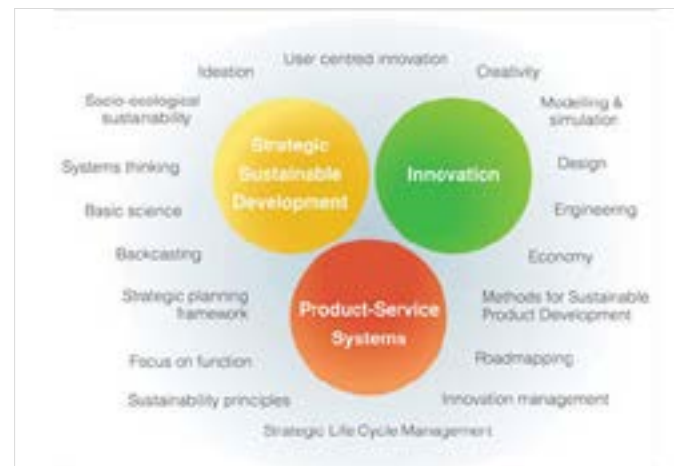 User centred innovation
Ideation
Creativity
Socio-ecological
sustainability
Modelling &
simulation
Strategic
Sustainable
Development
Innovation
Systems thinking
Design
Basic science
Engineering
Backcasting
Economy
Strategic planning
framework
Methods for Sustainable
Product Development
Product-Service
Systems
Focus on function
Roadmapping
Sustainability principles
Innovation management
Strategic Life Cycle Management